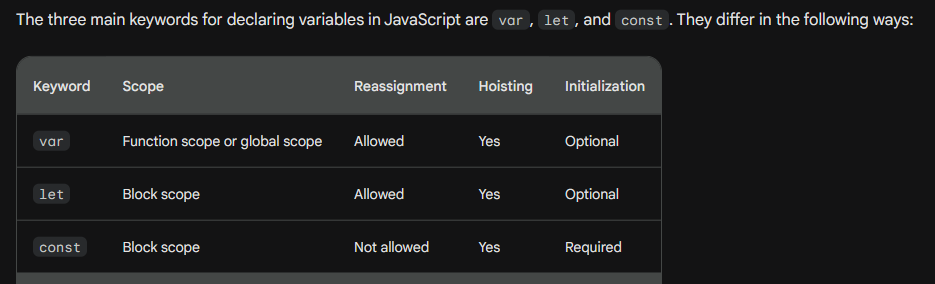 The three main keywords for declaring variables in JavaScript are var, let, and const. They differ in the following ways:
Keyword Scope Reassignment Hoisting Initialization
var Function scope or global scope Allowed Yes Optional
let Block scope Allowed Yes Optional
const Block scope Not allowed Yes Required